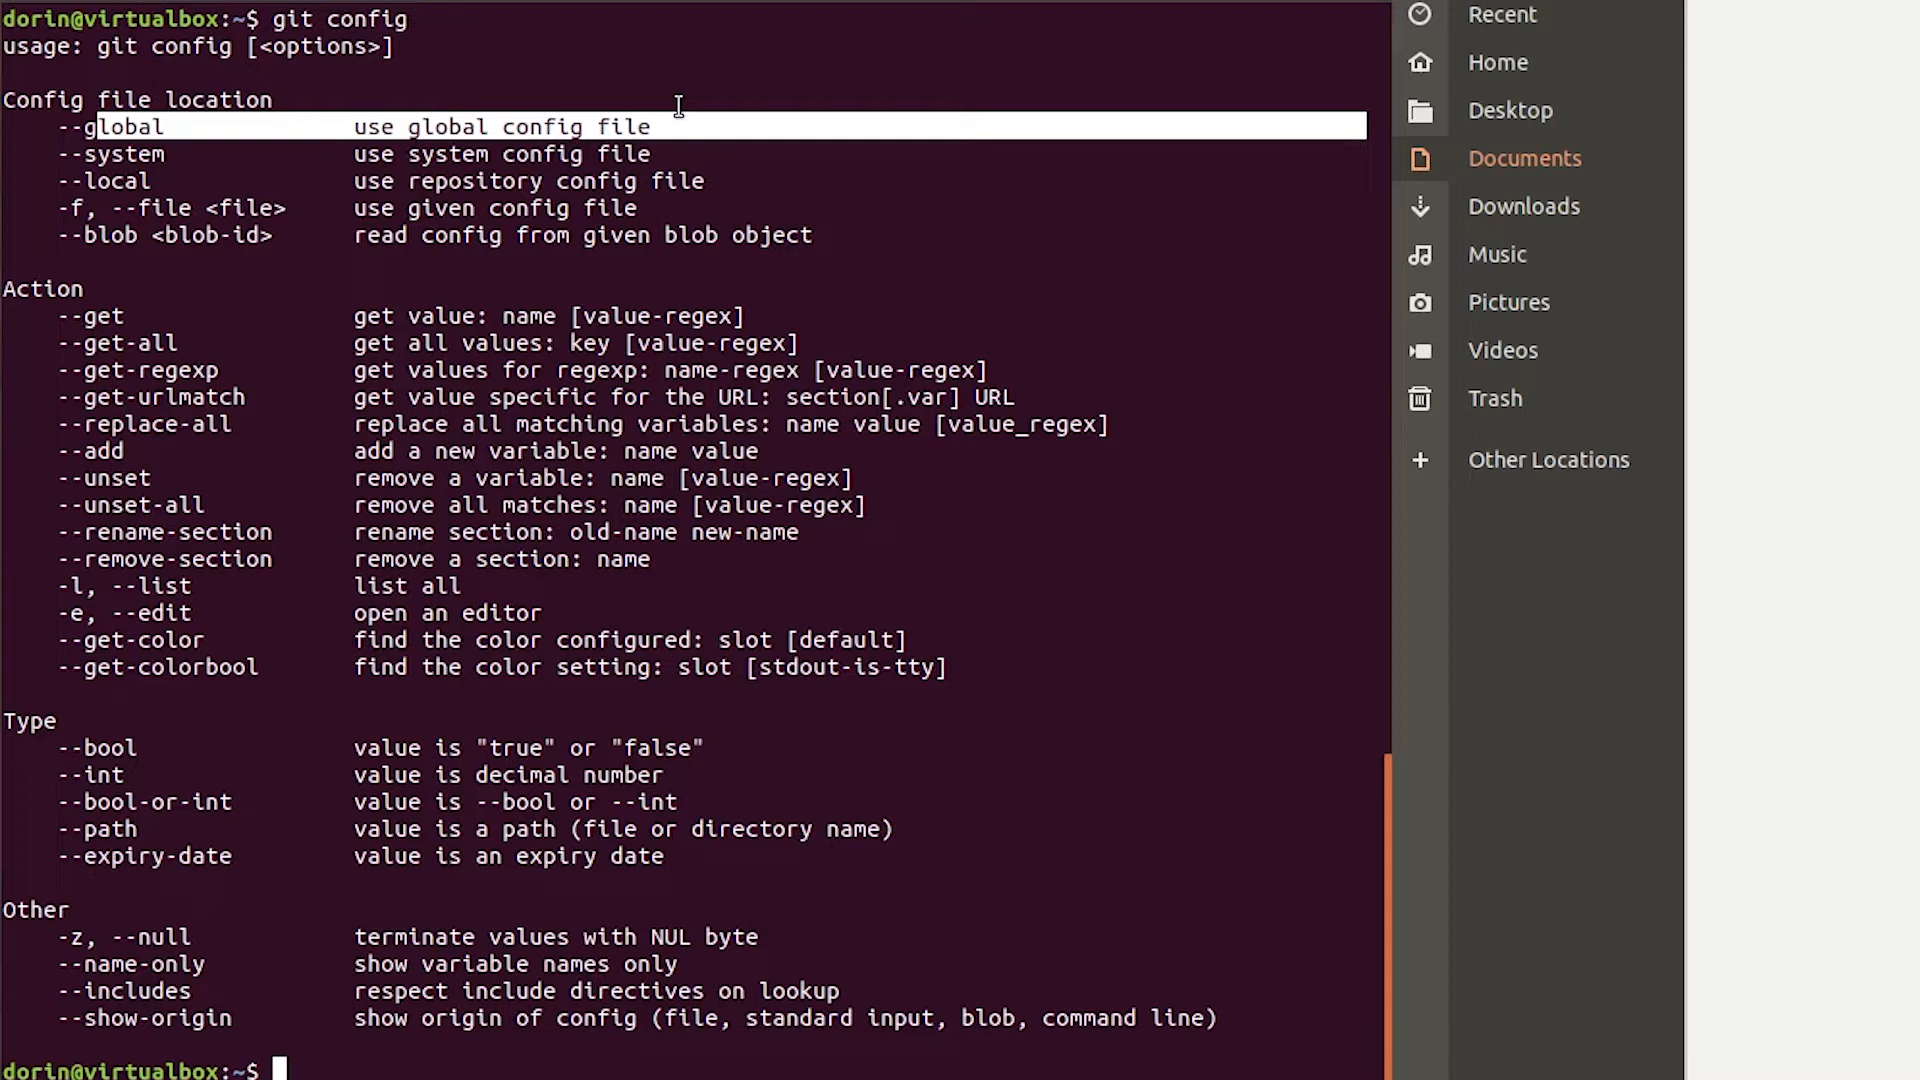 dorin@virtualbox:~$ git config
usage: git config [<options>]
Config file location
--global use global config file
--system use system config file
--local use repository config file
-f, --file <file> use given config file
--blob <blob-id> read config from given blob object
Action
--get get value: name [value-regex]
--get-all get all values: key [value-regex]
--get-regexp get values for regexp: name-regex [value-regex]
--get-urlmatch get value specific for the URL: section[.var] URL
--replace-all replace all matching variables: name value [value_regex]
--add add a new variable: name value
--unset remove a variable: name [value-regex]
--unset-all remove all matches: name [value-regex]
--rename-section rename section: old-name new-name
--remove-section remove a section: name
-l, --list list all
-e, --edit open an editor
--get-color find the color configured: slot [default]
--get-colorbool find the color setting: slot [stdout-is-tty]
Type
--bool value is "true" or "false"
--int value is decimal number
--bool-or-int value is --bool or --int
--path value is a path (file or directory name)
--expiry-date value is an expiry date
Other
-z, --null terminate values with NUL byte
--name-only show variable names only
--includes respect include directives on lookup
--show-origin show origin of config (file, standard input, blob, command line)
dorin@virtualbox:~$
Recent
Home
Desktop
Documents
Downloads
Music
Pictures
Videos
Trash
Other Locations